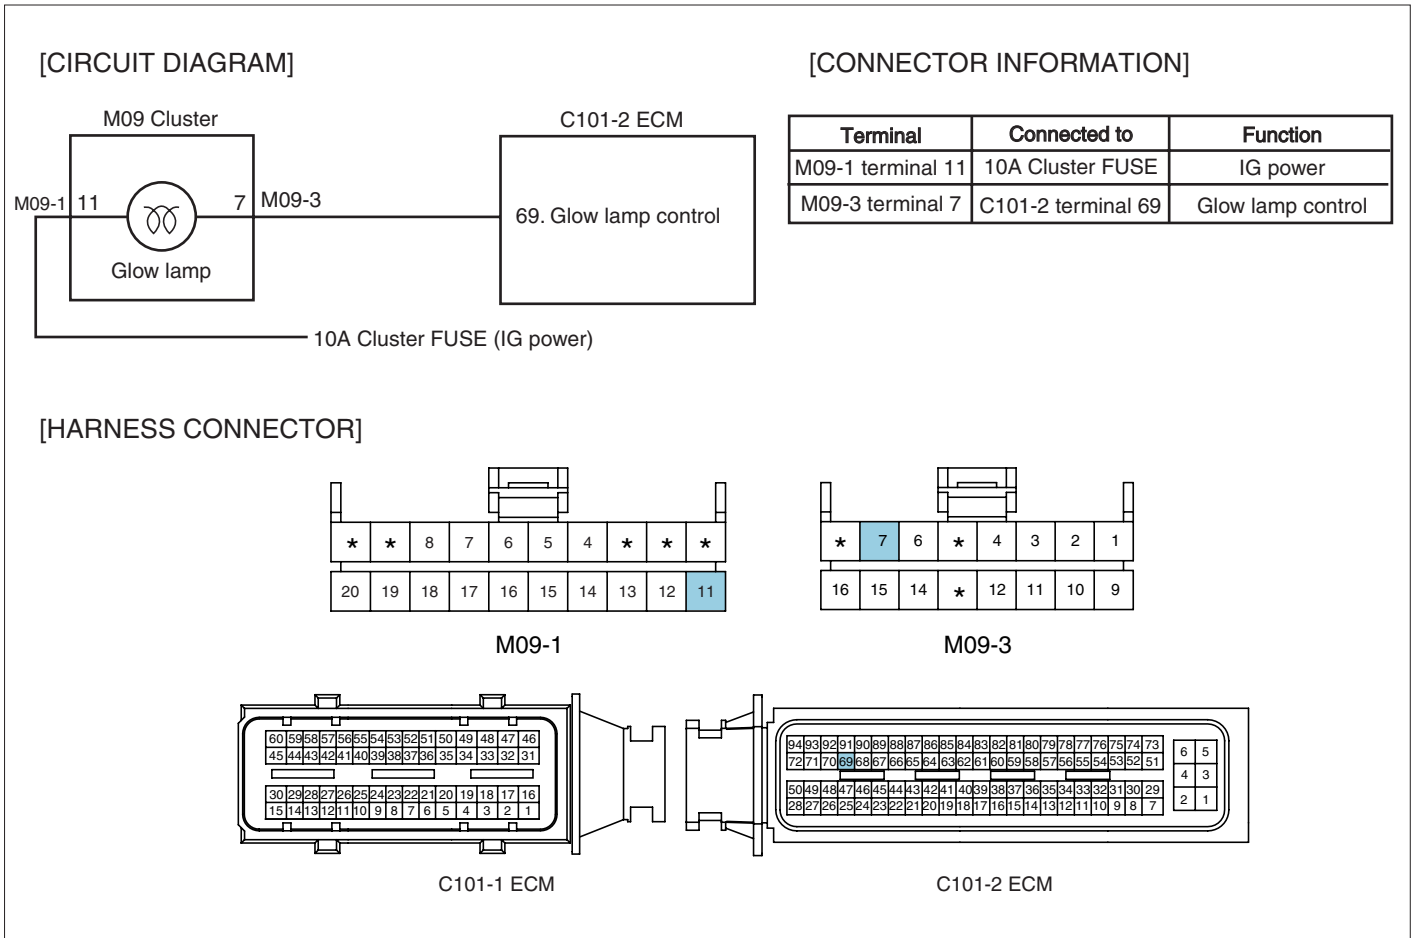 [CIRCUIT DIAGRAM]
M09 Cluster
C101-2 ECM
M09-1 11
7 M09-3
69. Glow lamp control
Glow lamp
10A Cluster FUSE (IG power)
[CONNECTOR INFORMATION]
Terminal Connected to Function
M09-1 terminal 11 10A Cluster FUSE IG power
M09-3 terminal 7 C101-2 terminal 69 Glow lamp control
[HARNESS CONNECTOR]
* * 8 7 6 5 4 * * *
20 19 18 17 16 15 14 13 12 11
M09-1
* 7 6 * 4 3 2 1
16 15 14 * 12 11 10 9
M09-3
60 59 58 57 56 55 54 53 52 51 50 49 48 47 46
45 44 43 42 41 40 39 38 37 36 35 34 33 32 31
30 29 28 27 26 25 24 23 22 21 20 19 18 17 16
15 14 13 12 11 10 9 8 7 6 5 4 3 2 1
C101-1 ECM
94 93 92 91 90 89 88 87 86 85 84 83 82 81 80 79 78 77 76 75 74 73
72 71 70 69 68 67 66 65 64 63 62 61 60 59 58 57 56 55 54 53 52 51
50 49 48 47 46 45 44 43 42 41 40 39 38 37 36 35 34 33 32 31 30 29
28 27 26 25 24 23 22 21 20 19 18 17 16 15 14 13 12 11 10 9 8 7
6 5
4 3
2 1
C101-2 ECM